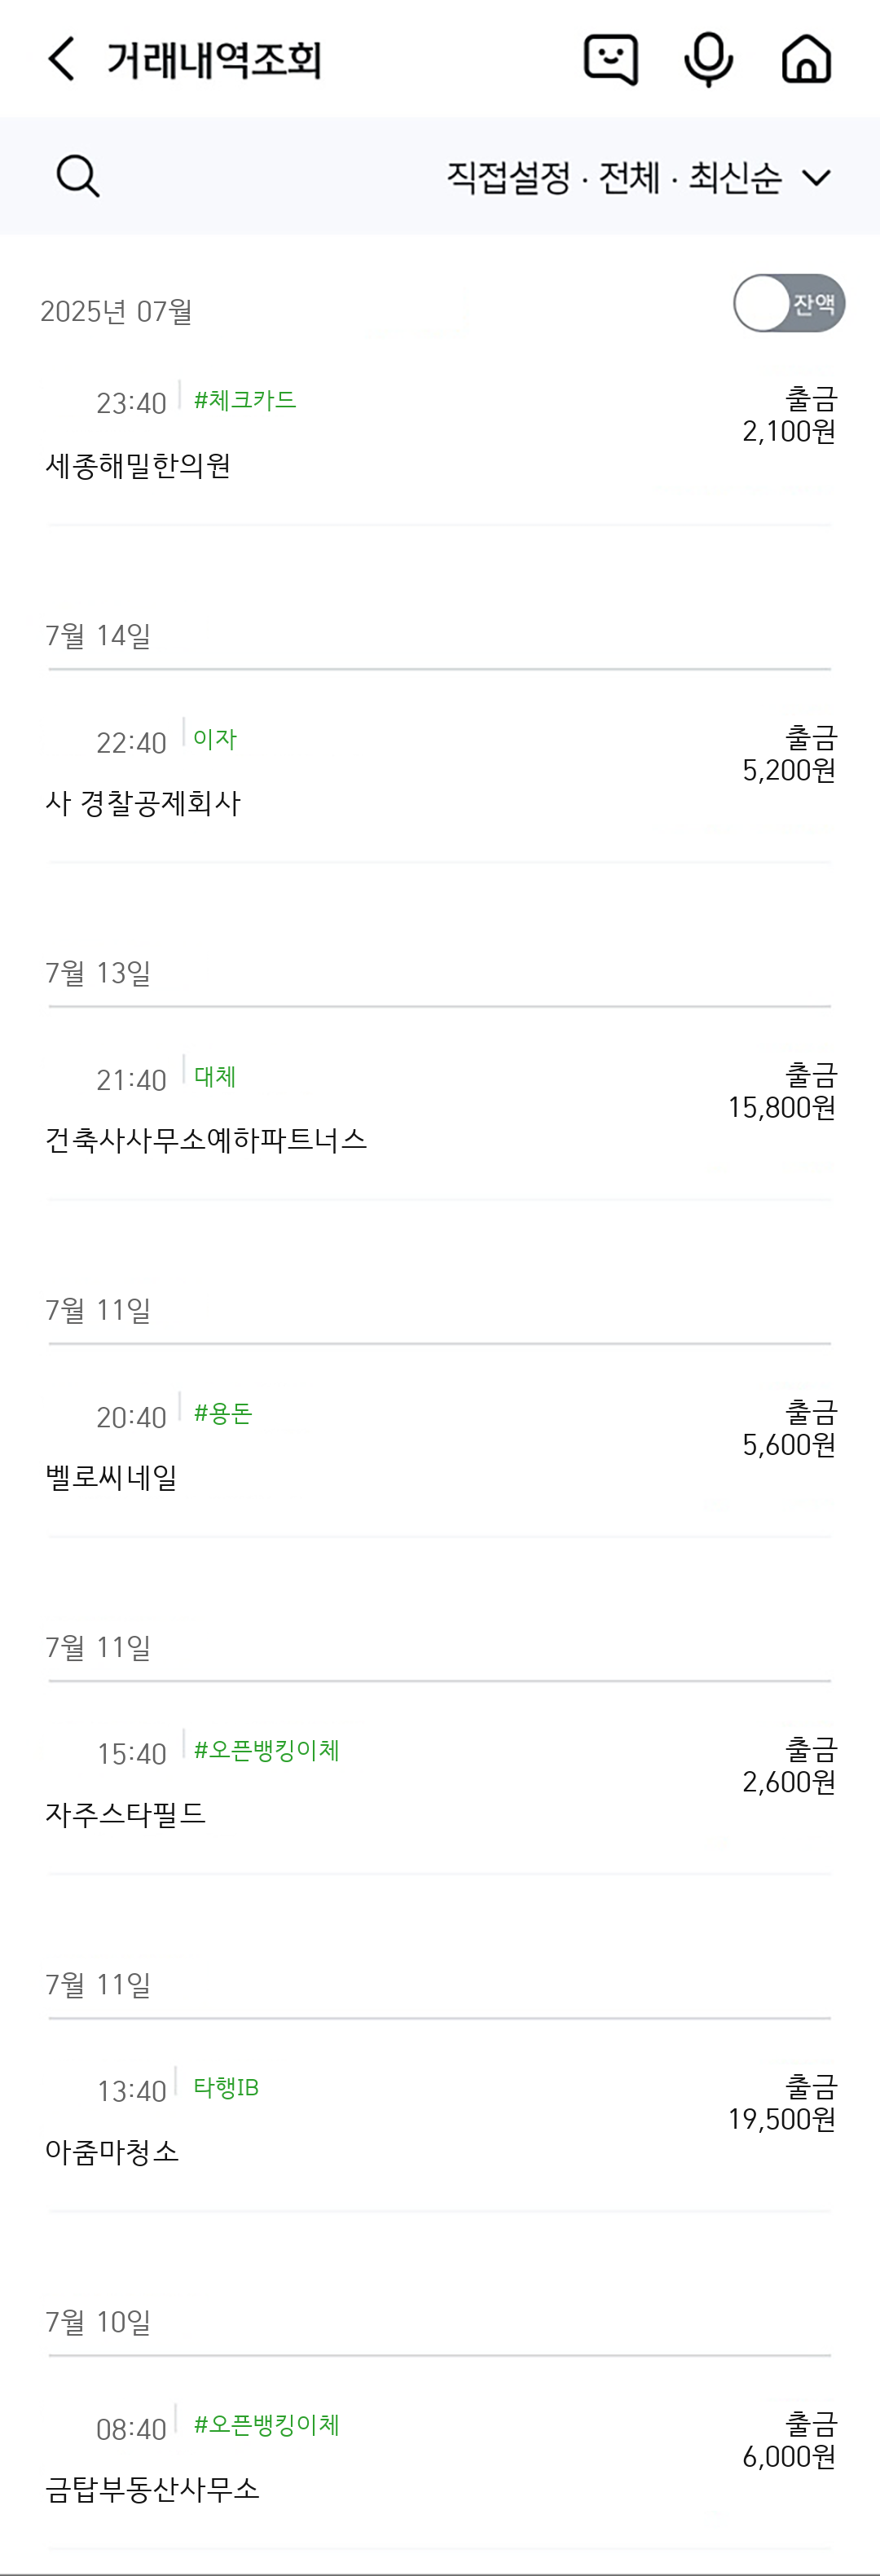 거래내역조회
직접설정 · 전체 · 최신순
2025년 07월
잔액
23:40 #체크카드
출금
2,100원
세종해밀한의원
7월 14일
22:40 이자
출금
5,200원
사 경찰공제회사
7월 13일
21:40 대체
출금
15,800원
건축사사무소예하파트너스
7월 11일
20:40 #용돈
출금
5,600원
벨로씨네일
7월 11일
15:40 #오픈뱅킹이체
출금
2,600원
자주스타필드
7월 11일
13:40 타행IB
출금
19,500원
아줌마청소
7월 10일
08:40 #오픈뱅킹이체
출금
6,000원
금탑부동산사무소